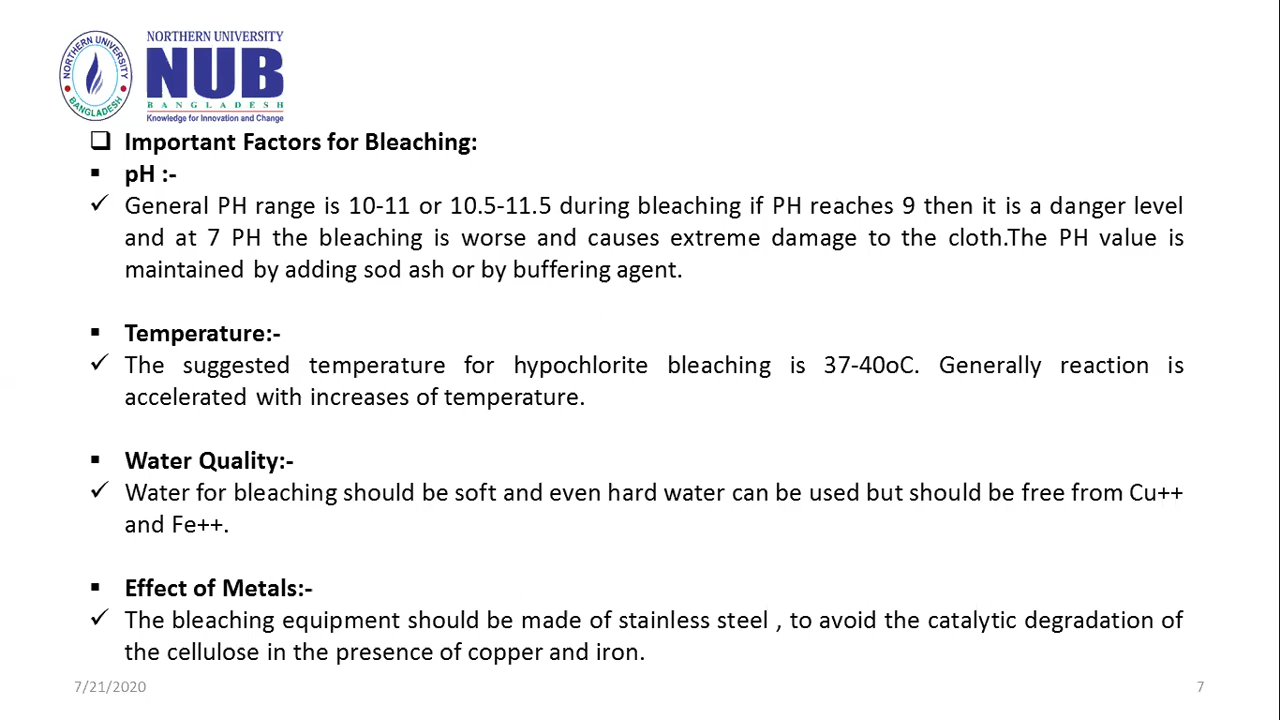 NORTHERN UNIVERSITY
BANGLADESH
NORTHERN UNIVERSITY
NUB
BANGLADESH
Knowledge for Innovation and Change
❑ Important Factors for Bleaching:
▪ pH :-
✓ General PH range is 10-11 or 10.5-11.5 during bleaching if PH reaches 9 then it is a danger level
and at 7 PH the bleaching is worse and causes extreme damage to the cloth.The PH value is
maintained by adding sod ash or by buffering agent.
▪ Temperature:-
✓ The suggested temperature for hypochlorite bleaching is 37-40oC. Generally reaction is
accelerated with increases of temperature.
▪ Water Quality:-
✓ Water for bleaching should be soft and even hard water can be used but should be free from Cu++
and Fe++.
▪ Effect of Metals:-
✓ The bleaching equipment should be made of stainless steel , to avoid the catalytic degradation of
the cellulose in the presence of copper and iron.
7/21/2020
7